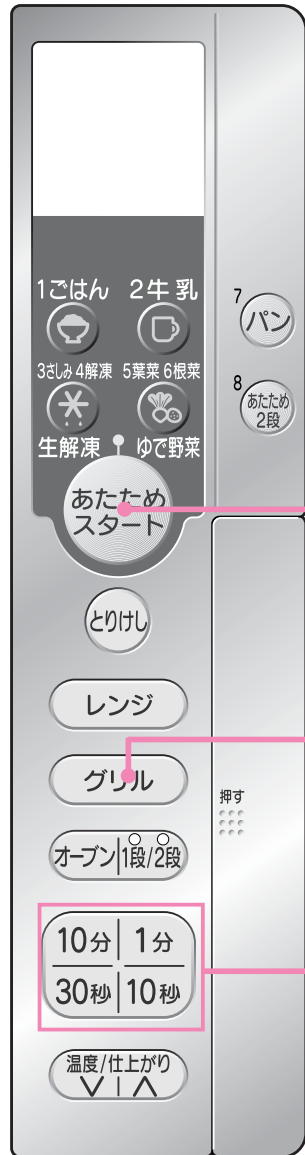 1ごはん 2牛乳
3さしみ 4解凍 5葉菜 6根菜
生解凍 ゆで野菜
7
パン
8
あたため
2段
あたため
スタート
とりけし
レンジ
グリル
押す
オーブン|1段/2段
10分 1分
30秒 10秒
温度/仕上がり